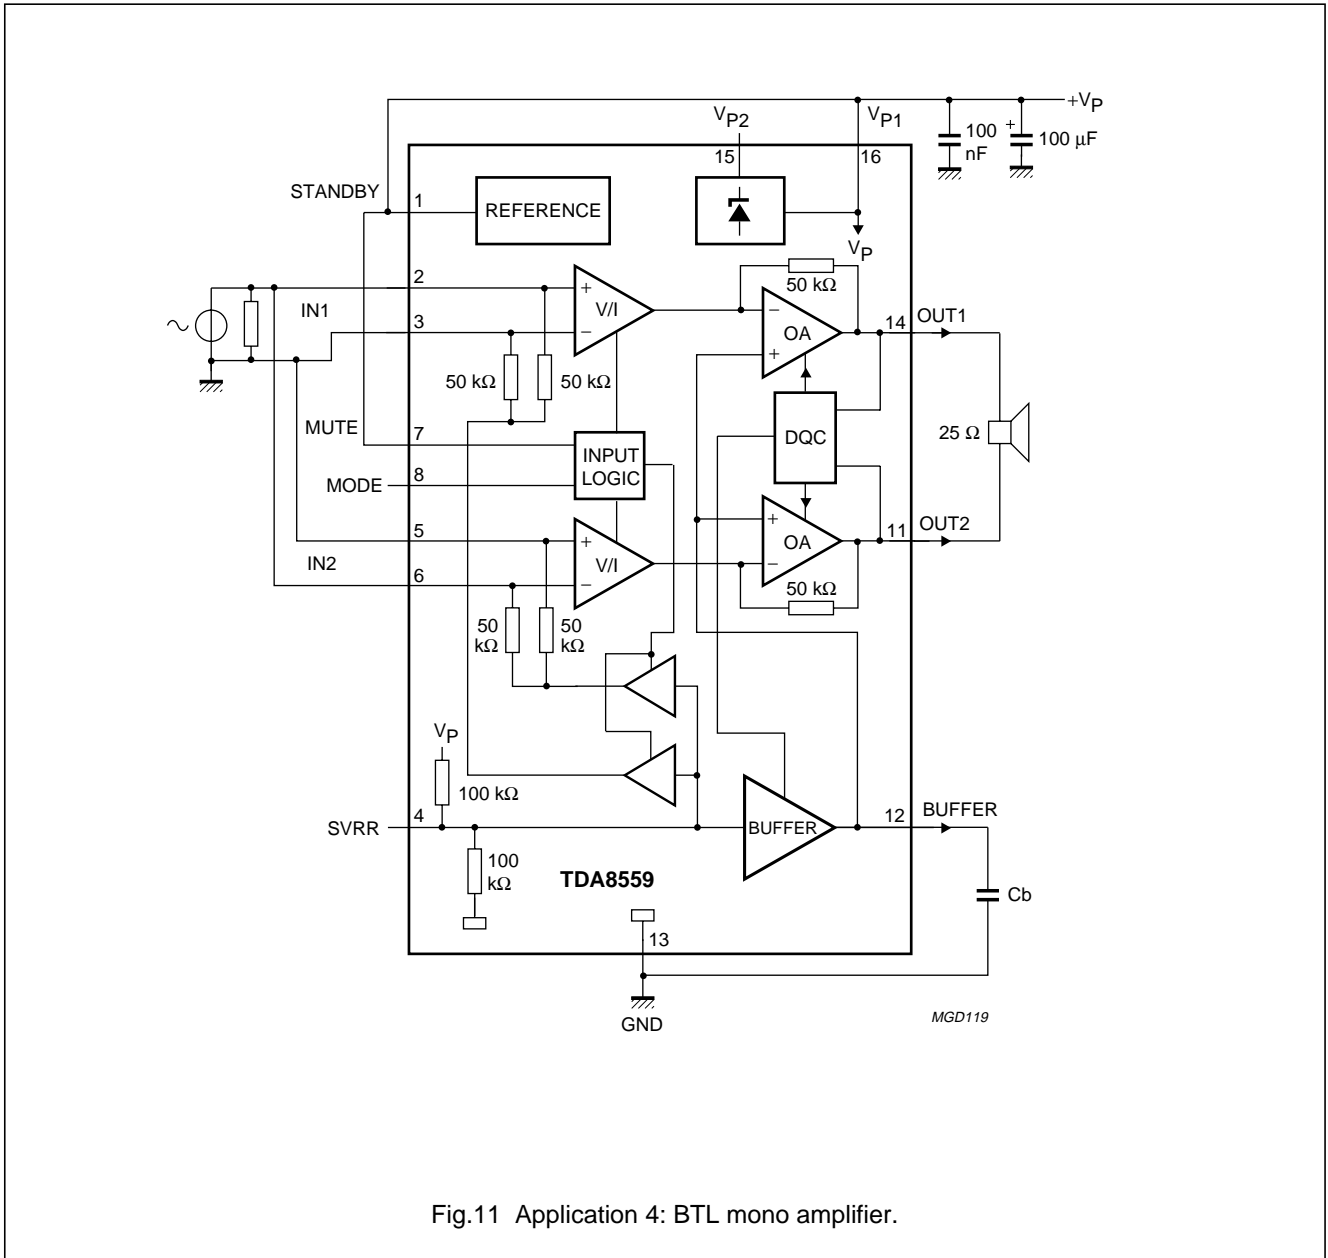 +VP
VP2
VP1
100
nF
+
100 µF
15
16
STANDBY
1
REFERENCE
VP
2
+
V/I
−
50 kΩ
IN1
3
−
OA
+
14
OUT1
50 kΩ
50 kΩ
MUTE
7
INPUT
LOGIC
DQC
25 Ω
8
MODE
5
+
V/I
−
+
OA
−
11
OUT2
IN2
6
50 kΩ
50
kΩ
50
kΩ
VP
100 kΩ
4
SVRR
BUFFER
12
BUFFER
100
kΩ
TDA8559
Cb
13
GND
MGD119
Fig.11 Application 4: BTL mono amplifier.